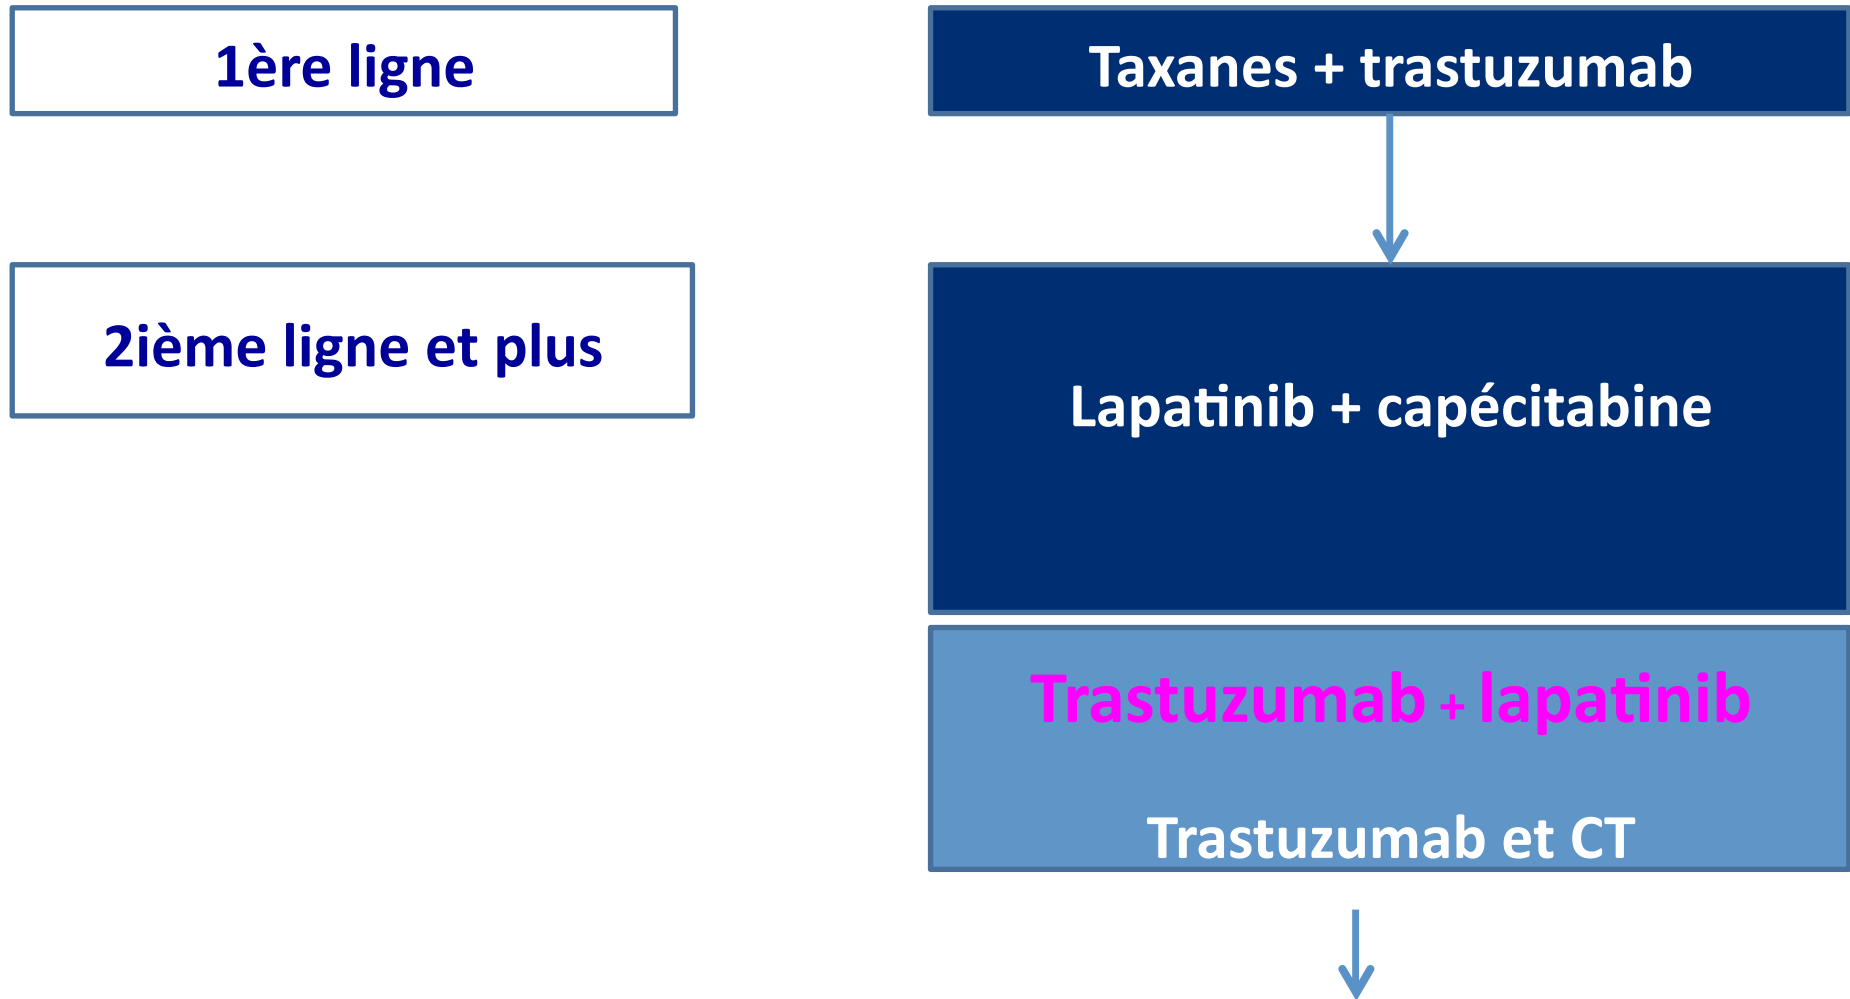 1ère ligne
Taxanes + trastuzumab
2ième ligne et plus
Lapatinib + capécitabine
Trastuzumab + lapatinib
Trastuzumab et CT